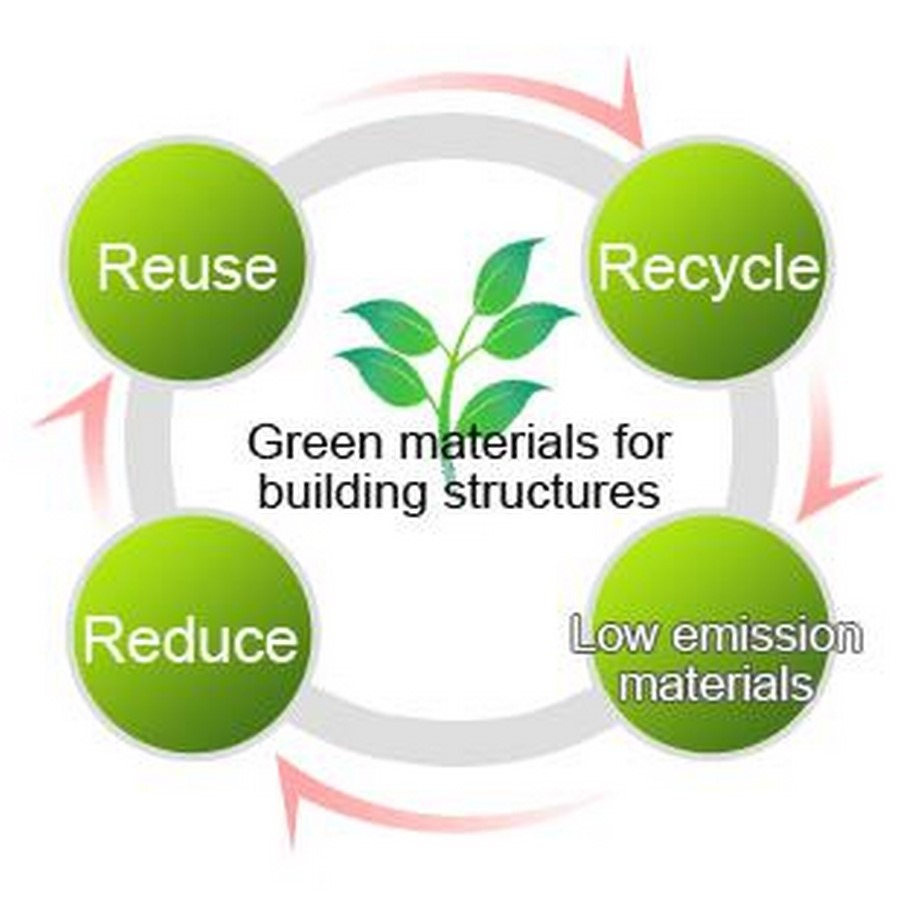 Reuse
Recycle
Green materials for
building structures
Reduce
Low emission
materials